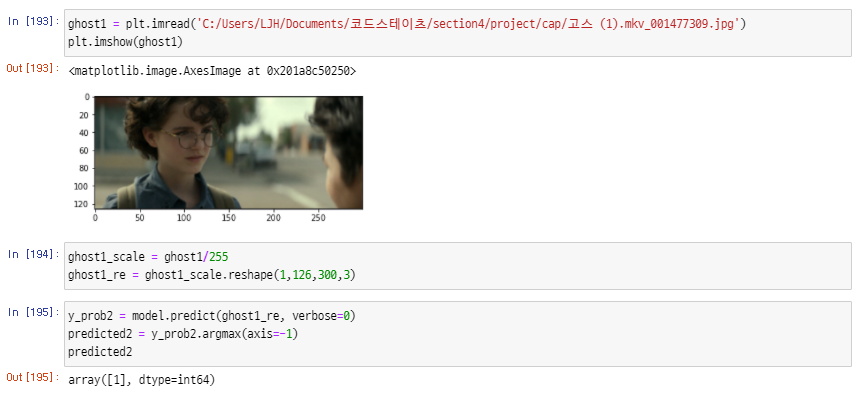 In [193]:
ghost1 = plt.imread('C:/Users/LJH/Documents/코드스테이츠/section4/project/cap/고스 (1).mkv_001477309.jpg')
plt.imshow(ghost1)
Out [193]:
<matplotlib.image.AxesImage at 0x201a8c50250>
0
20
40
60
80
100
120
0 50 100 150 200 250
In [194]:
ghost1_scale = ghost1/255
ghost1_re = ghost1_scale.reshape(1,126,300,3)
In [195]:
y_prob2 = model.predict(ghost1_re, verbose=0)
predicted2 = y_prob2.argmax(axis=-1)
predicted2
Out [195]:
array([1], dtype=int64)